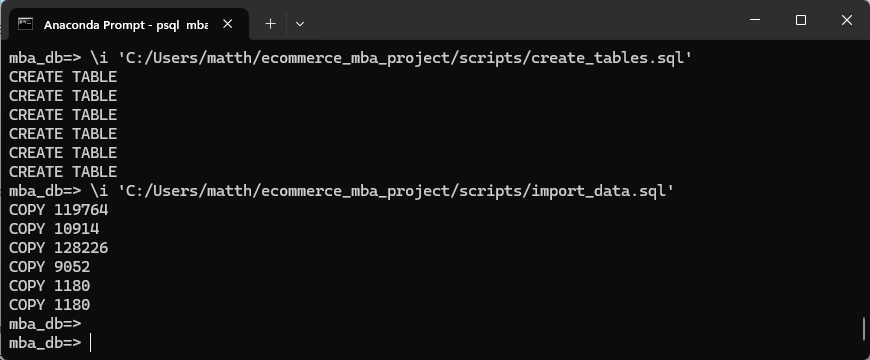 Anaconda Prompt - psql mba
mba_db=> \i 'C:/Users/matth/ecommerce_mba_project/scripts/create_tables.sql'
CREATE TABLE
CREATE TABLE
CREATE TABLE
CREATE TABLE
CREATE TABLE
CREATE TABLE
mba_db=> \i 'C:/Users/matth/ecommerce_mba_project/scripts/import_data.sql'
COPY 119764
COPY 10914
COPY 128226
COPY 9052
COPY 1180
COPY 1180
mba_db=>
mba_db=>